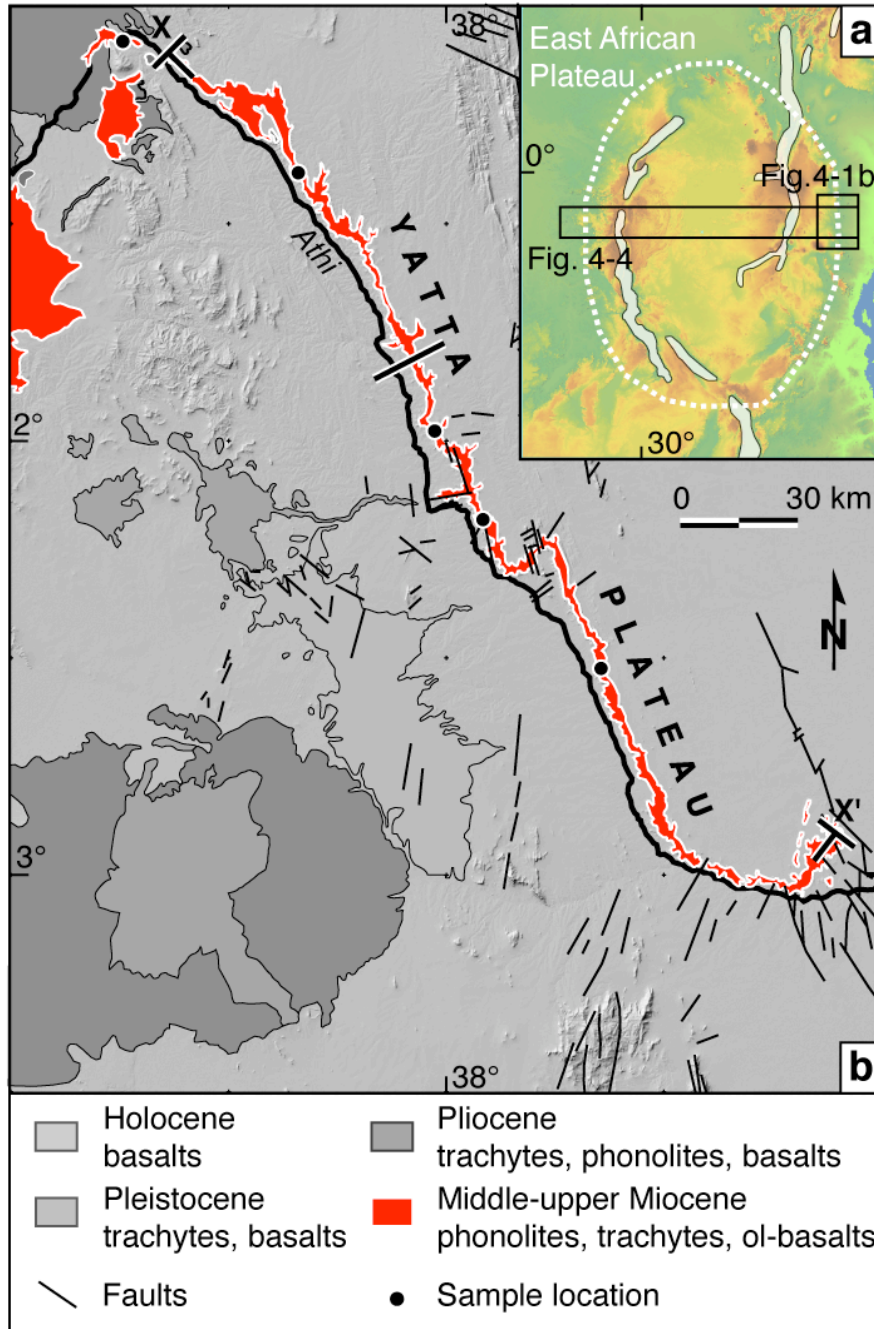 38°
a
East African
Plateau
0°
Fig.4-1b
Fig. 4-4
30°
X
Athi
YATTA
2°
0 30 km
N
PLATEAU
X'
3°
38°
b
Holocene
basalts
Pliocene
trachytes, phonolites, basalts
Pleistocene
trachytes, basalts
Middle-upper Miocene
phonolites, trachytes, ol-basalts
Faults
Sample location